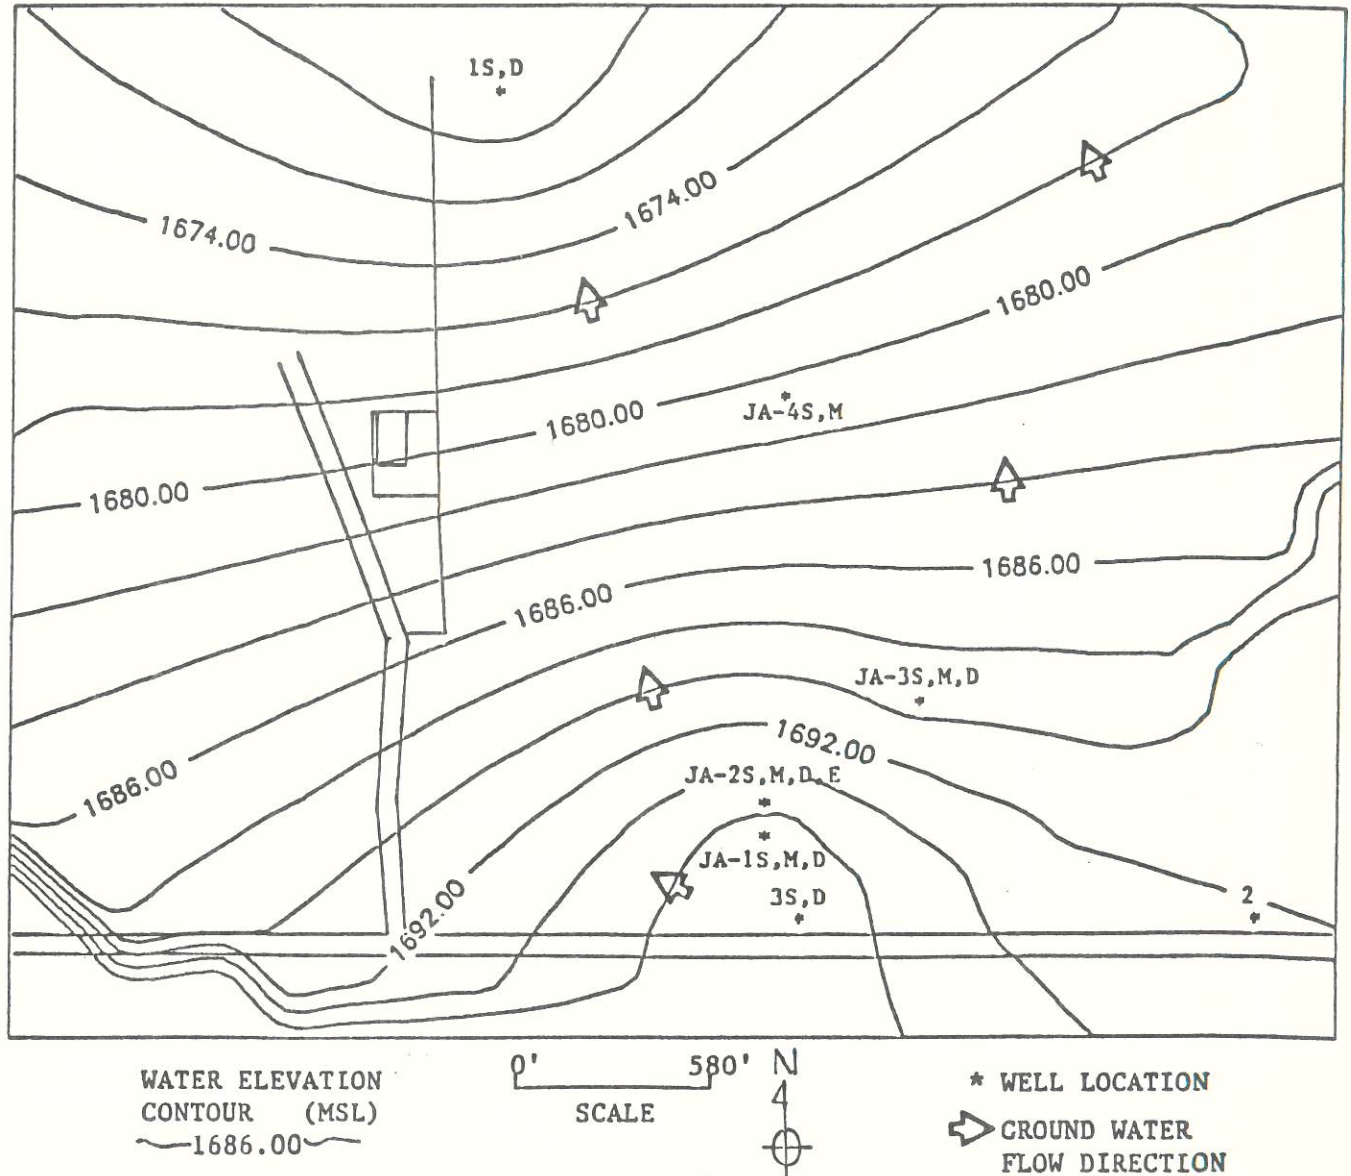 1S,D
1674.00
1674.00
1680.00
1680.00
JA-4S,M
1680.00
1686.00
1686.00
JA-3S,M,D
1692.00
1686.00
JA-2S,M,D,E
JA-1S,M,D
3S,D
2
1692.00
WATER ELEVATION
CONTOUR (MSL)
1686.00
0' 580'
SCALE
N
* WELL LOCATION
GROUND WATER
FLOW DIRECTION